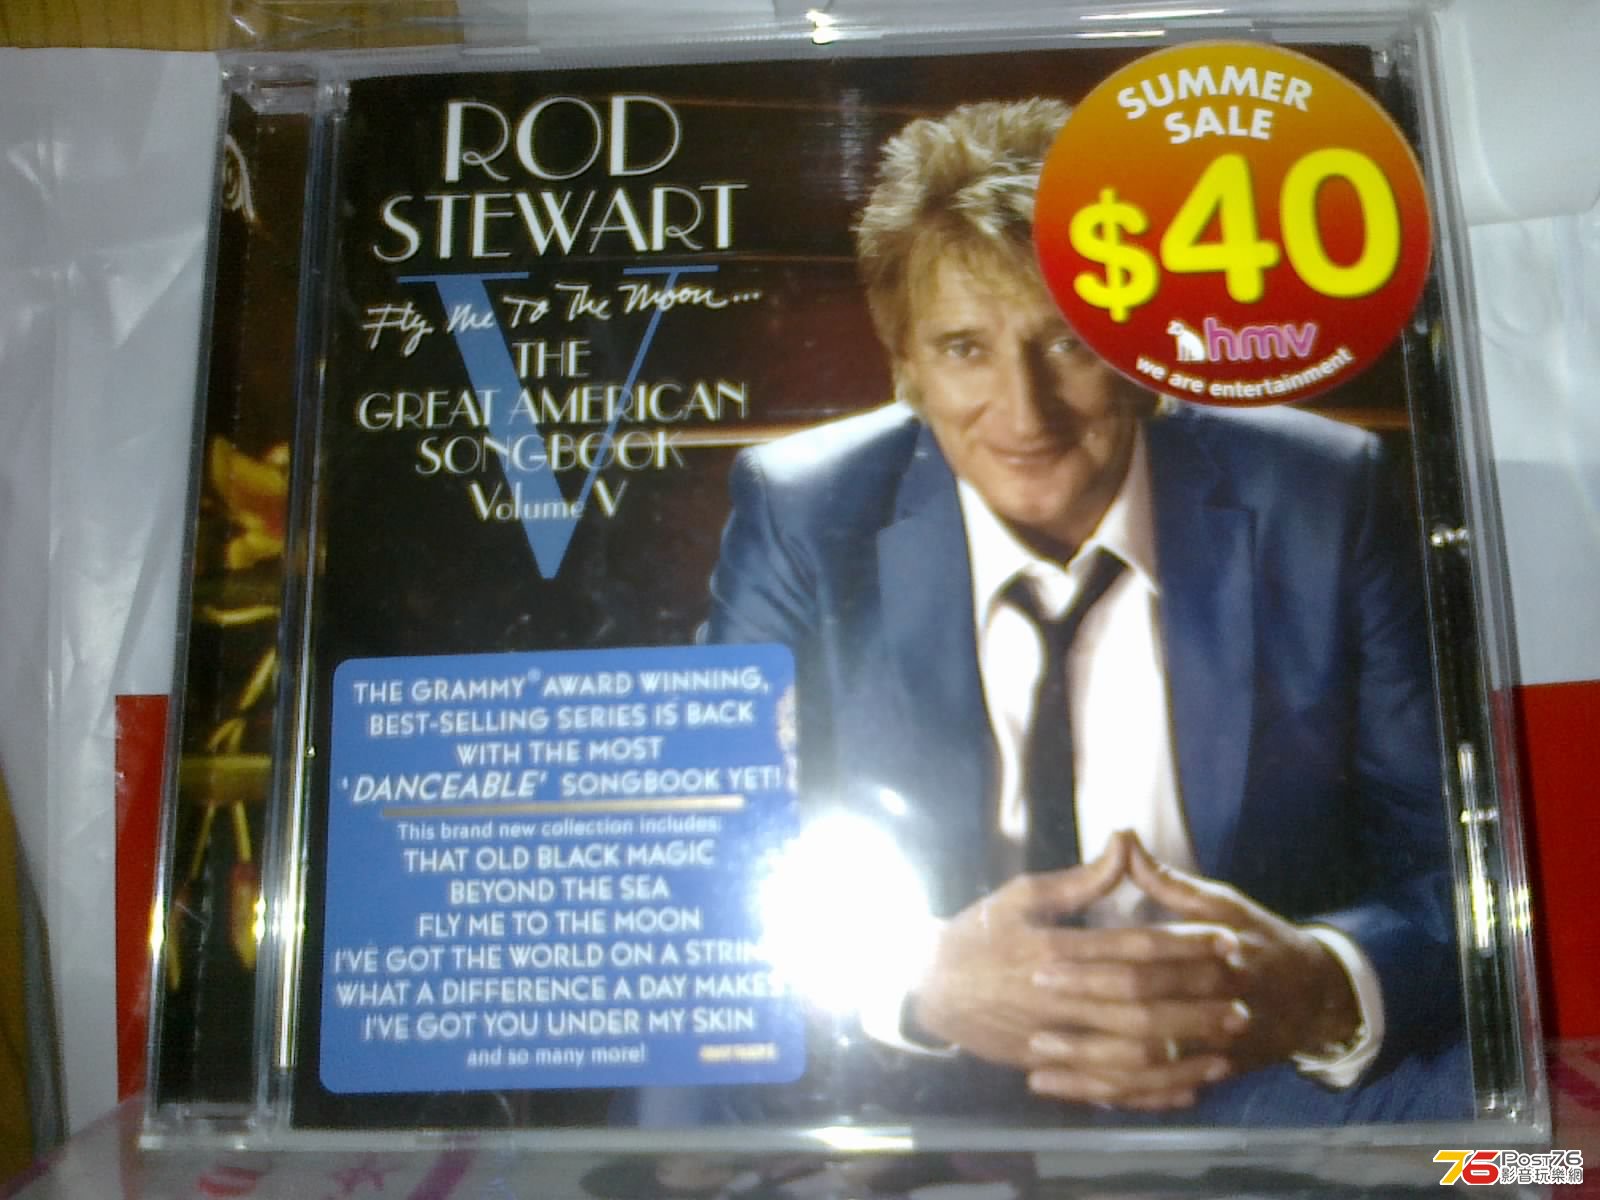 ROD
STEWART
Fly Me To The Moon...
THE
GREAT AMERICAN
SONGBOOK
Volume V
V
SUMMER
SALE
$40
hmv
we are entertainment
THE GRAMMY® AWARD WINNING,
BEST-SELLING SERIES IS BACK
WITH THE MOST
'DANCEABLE' SONGBOOK YET!
This brand new collection includes:
THAT OLD BLACK MAGIC
BEYOND THE SEA
FLY ME TO THE MOON
I'VE GOT THE WORLD ON A STRIN
WHAT A DIFFERENCE A DAY MAKES
I'VE GOT YOU UNDER MY SKIN
and so many more!
76 Post76
影音玩樂網